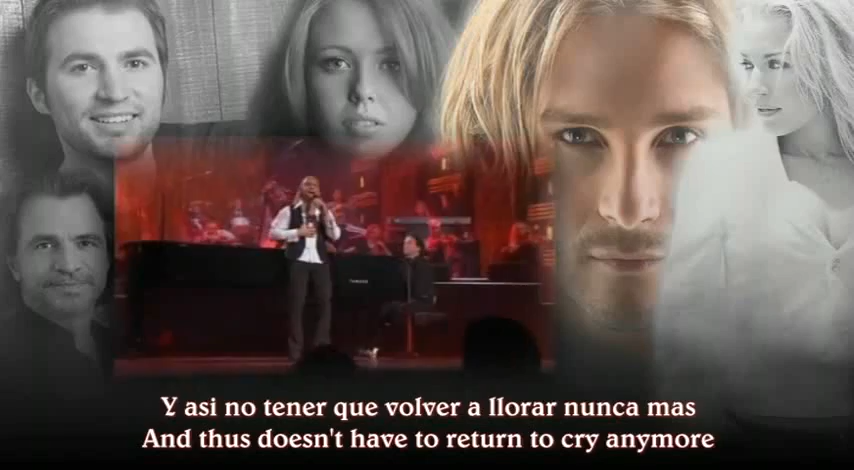 Y asi no tener que volver a llorar nunca mas
And thus doesn't have to return to cry anymore